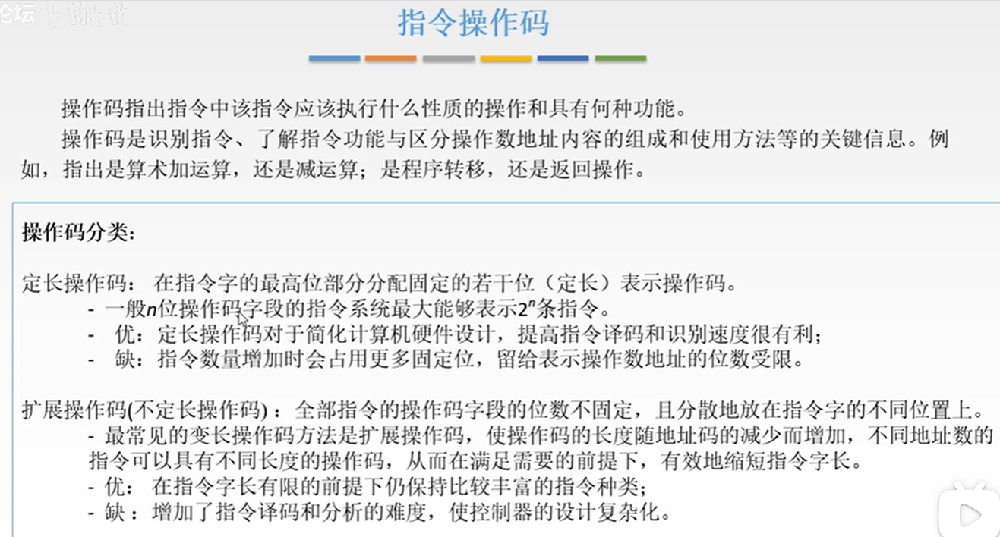 论坛
指令操作码
操作码指出指令中该指令应该执行什么性质的操作和具有何种功能。
操作码是识别指令、了解指令功能与区分操作数地址内容的组成和使用方法等的关键信息。例
如，指出是算术加运算，还是减运算；是程序转移，还是返回操作。
操作码分类：
定长操作码： 在指令字的最高位部分分配固定的若干位（定长）表示操作码。
- 一般n位操作码字段的指令系统最大能够表示2ⁿ条指令。
- 优：定长操作码对于简化计算机硬件设计，提高指令译码和识别速度很有利；
- 缺：指令数量增加时会占用更多固定位，留给表示操作数地址的位数受限。
扩展操作码(不定长操作码)：全部指令的操作码字段的位数不固定，且分散地放在指令字的不同位置上。
- 最常见的变长操作码方法是扩展操作码，使操作码的长度随地址码的减少而增加，不同地址数的
指令可以具有不同长度的操作码，从而在满足需要的前提下，有效地缩短指令字长。
- 优： 在指令字长有限的前提下仍保持比较丰富的指令种类；
- 缺：增加了指令译码和分析的难度，使控制器的设计复杂化。